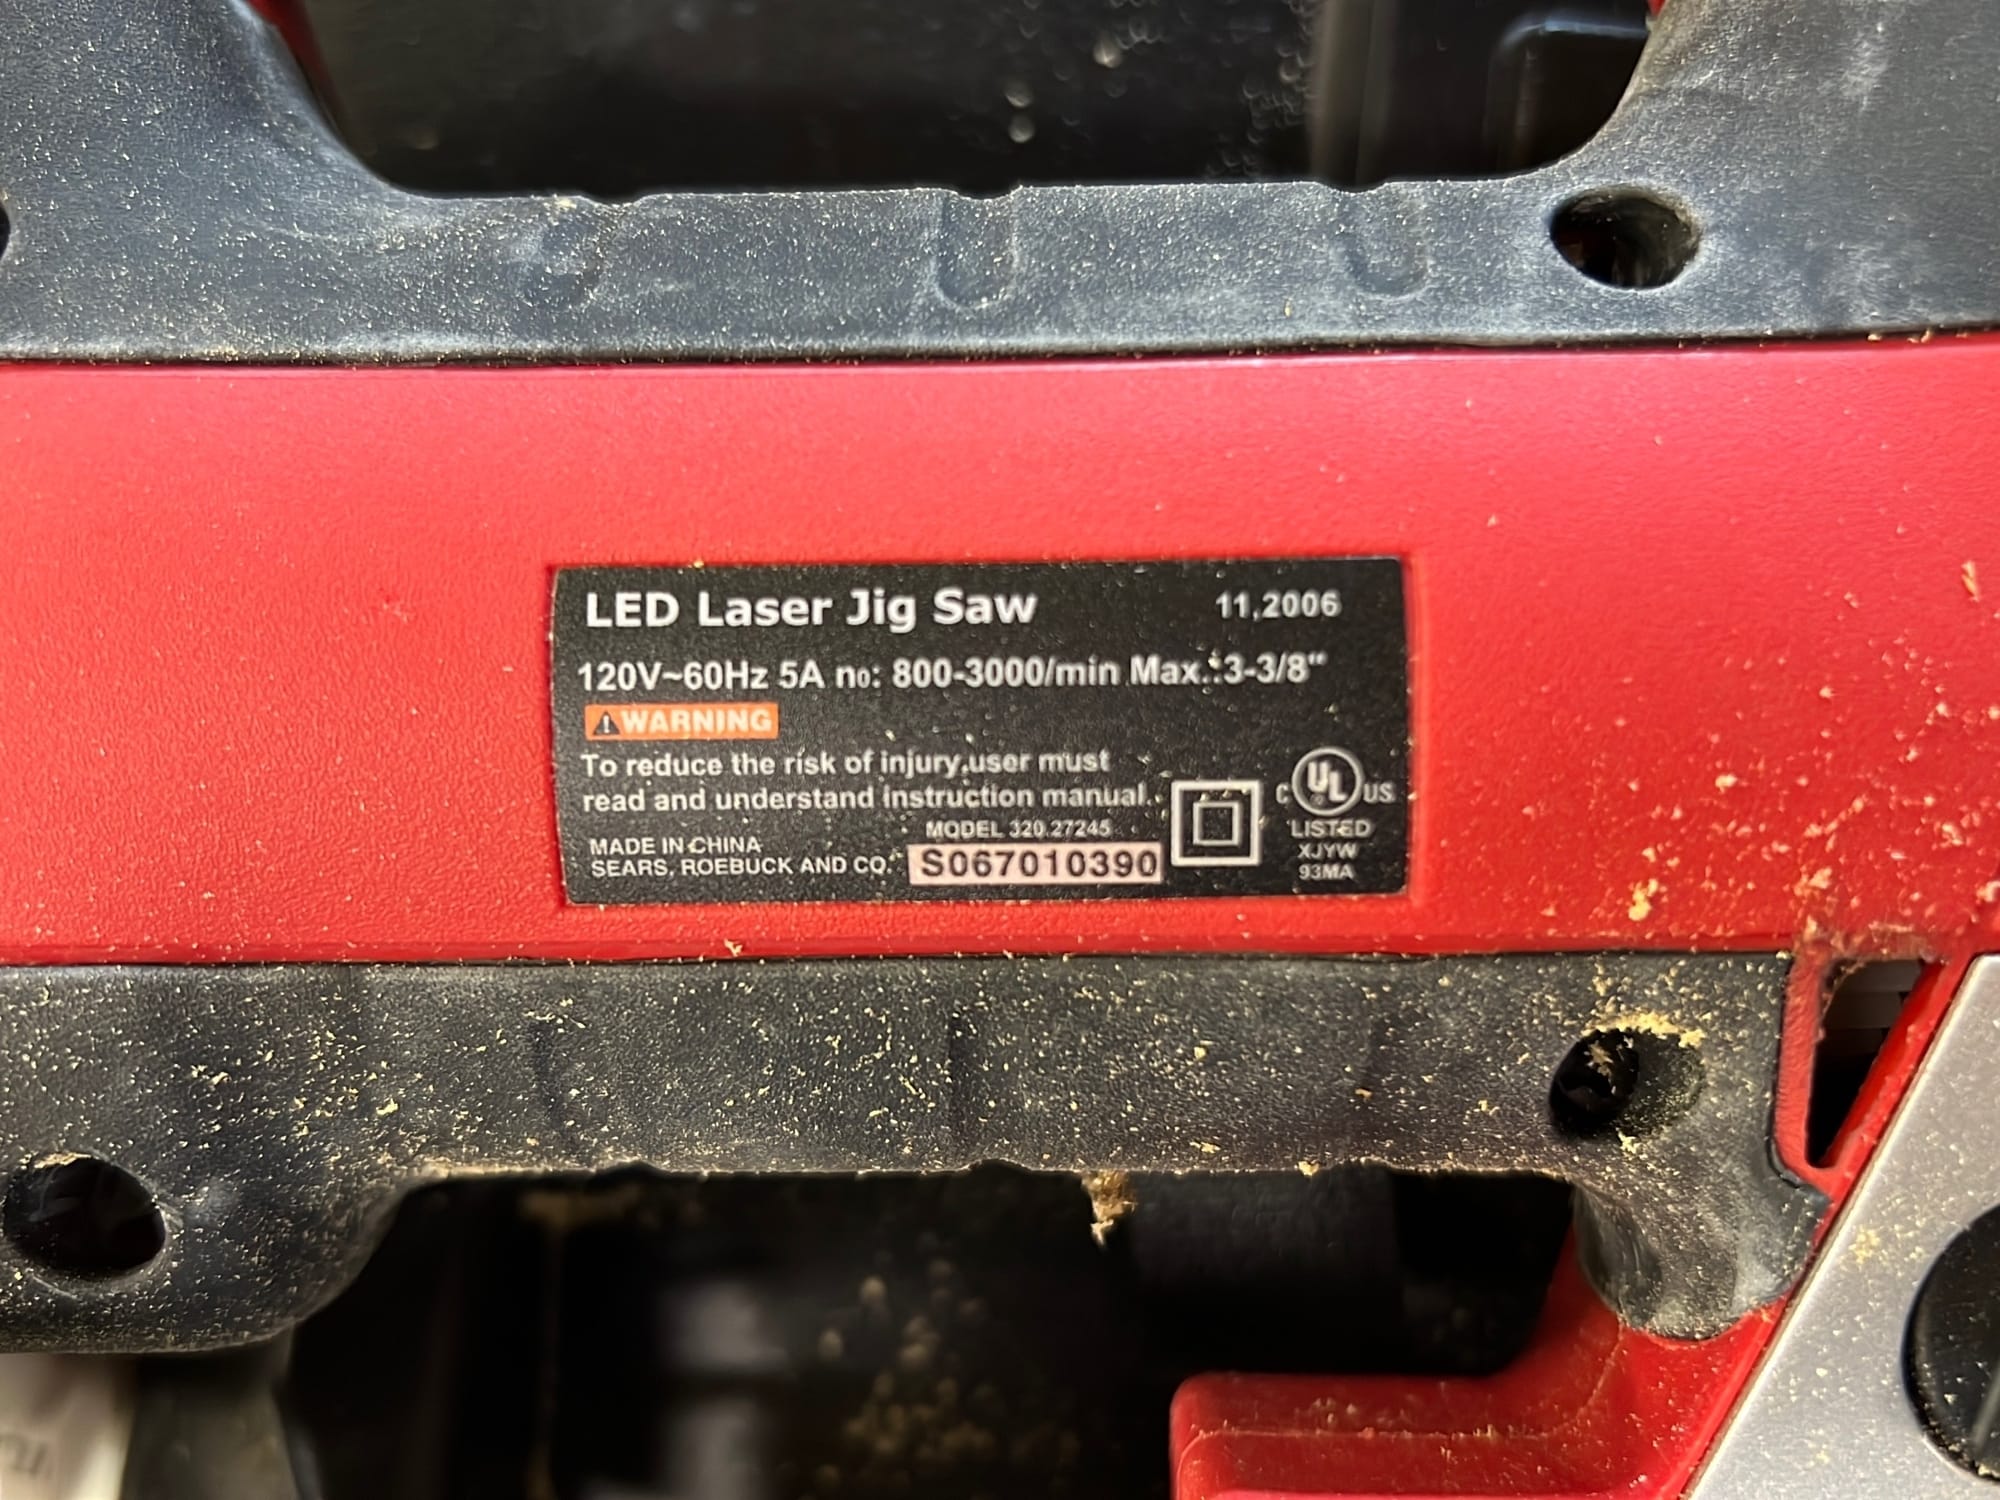 LED Laser Jig Saw 11,2006
120V~60Hz 5A n₀: 800-3000/min Max.:3-3/8"
WARNING
To reduce the risk of injury,user must
read and understand instruction manual.
MADE IN CHINA
SEARS, ROEBUCK AND CO.
MODEL 320.27245
S067010390
C UL US
LISTED
XJYW
93MA